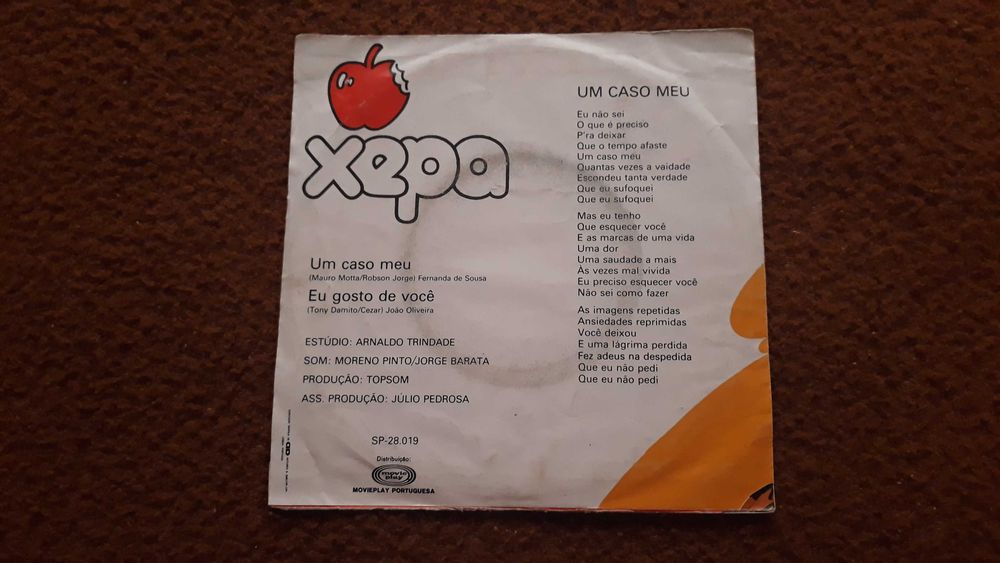 xepa
Um caso meu
(Mauro Motta/Robson Jorge) Fernanda de Sousa
Eu gosto de você
(Tony Damito/Cezar) João Oliveira
ESTÚDIO: ARNALDO TRINDADE
SOM: MORENO PINTO/JORGE BARATA
PRODUÇÃO: TOPSOM
ASS. PRODUÇÃO: JÚLIO PEDROSA
SP-28.019
Distribuição:
movie
play
MOVIEPLAY PORTUGUESA
UM CASO MEU
Eu não sei
O que é preciso
P'ra deixar
Que o tempo afaste
Um caso meu
Quantas vezes a vaidade
Escondeu tanta verdade
Que eu sufoquei
Que eu sufoquei
Mas eu tenho
Que esquecer você
E as marcas de uma vida
Uma dor
Uma saudade a mais
Às vezes mal vivida
Eu preciso esquecer você
Não sei como fazer
As imagens repetidas
Ansiedades reprimidas
Você deixou
E uma lágrima perdida
Fez adeus na despedida
Que eu não pedi
Que eu não pedi